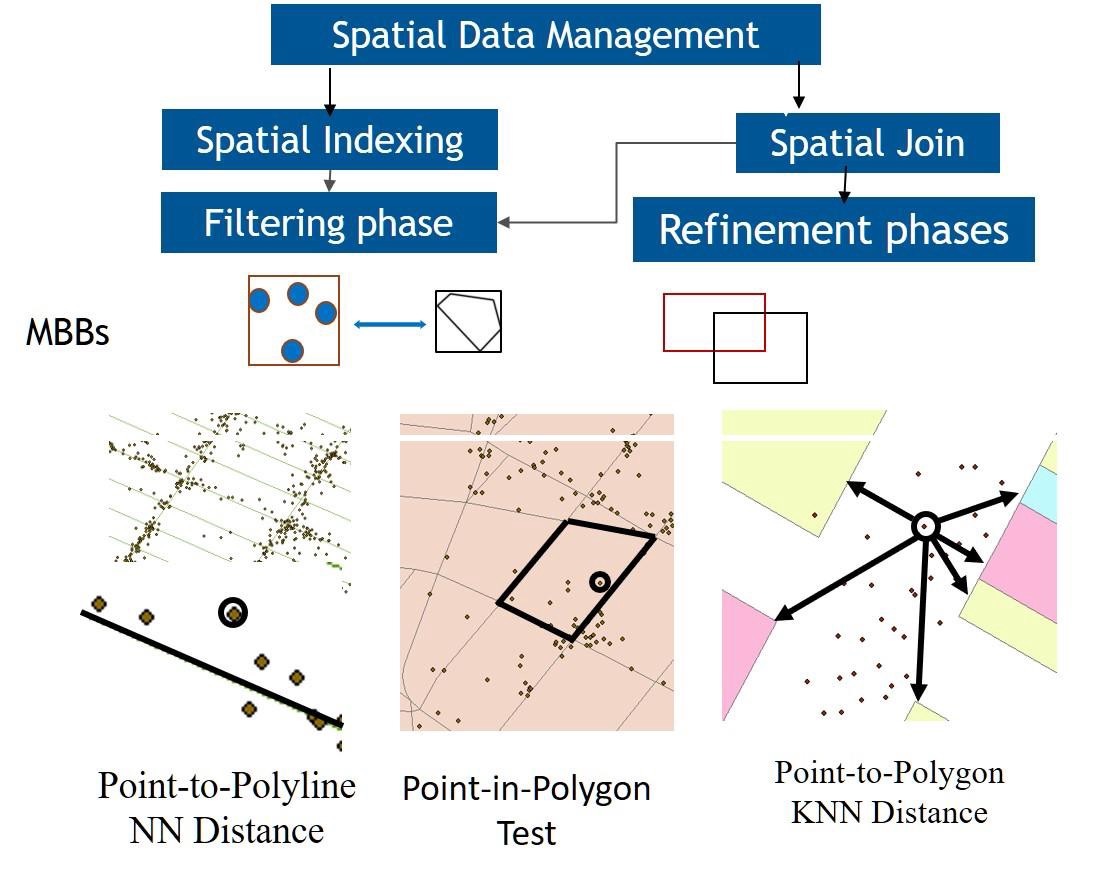 Spatial Data Management
Spatial Indexing
Spatial Join
Filtering phase
Refinement phases
MBBs
Point-to-Polyline
NN Distance
Point-in-Polygon
Test
Point-to-Polygon
KNN Distance